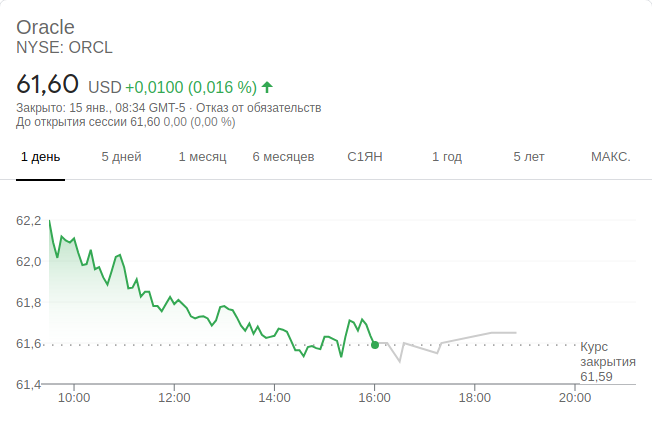 Oracle
NYSE: ORCL
61,60 USD +0,0100 (0,016 %)
Закрыто: 15 янв., 08:34 GMT-5 · Отказ от обязательств
До открытия сессии 61,60 0,00 (0,00 %)
1 день 5 дней 1 месяц 6 месяцев С1ЯН 1 год 5 лет МАКС.
62,2
62,0
61,8
61,6
61,4
Курс
закрытия
61,59
10:00 12:00 14:00 16:00 18:00 20:00